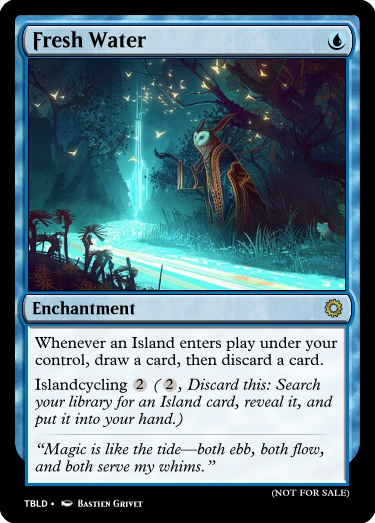 Fresh Water
Enchantment
Whenever an Island enters play under your
control, draw a card, then discard a card.
Islandcycling 2 (2, Discard this: Search
your library for an Island card, reveal it, and
put it into your hand.)
“Magic is like the tide—both ebb, both flow,
and both serve my whims.”
(NOT FOR SALE)
TBLD • Bastien Grivet